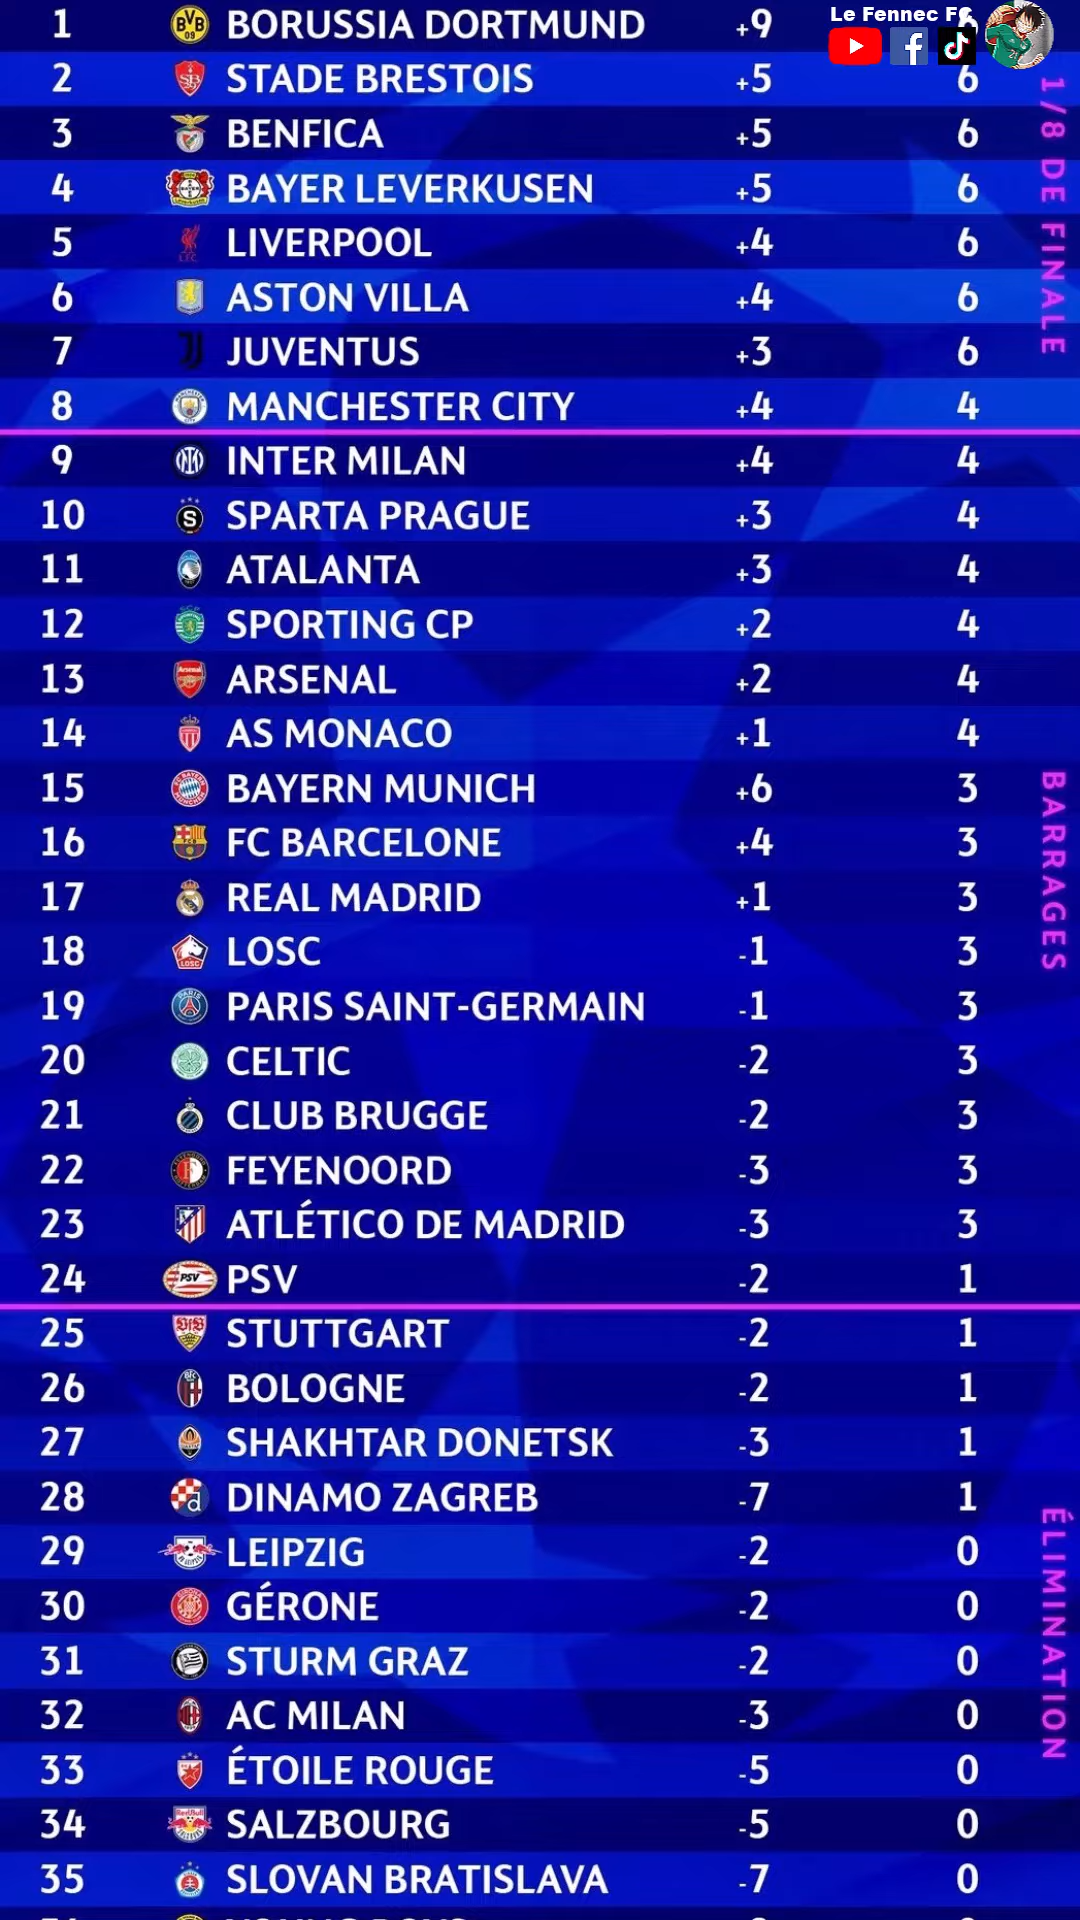 Le Fennec Fc
1 BORUSSIA DORTMUND +9 6
2 STADE BRESTOIS +5 6
3 BENFICA +5 6
4 BAYER LEVERKUSEN +5 6
5 LIVERPOOL +4 6
6 ASTON VILLA +4 6
7 JUVENTUS +3 6
8 MANCHESTER CITY +4 4
1/8 DE FINALE
9 INTER MILAN +4 4
10 SPARTA PRAGUE +3 4
11 ATALANTA +3 4
12 SPORTING CP +2 4
13 ARSENAL +2 4
14 AS MONACO +1 4
15 BAYERN MUNICH +6 3
16 FC BARCELONE +4 3
17 REAL MADRID +1 3
18 LOSC -1 3
19 PARIS SAINT-GERMAIN -1 3
20 CELTIC -2 3
21 CLUB BRUGGE -2 3
22 FEYENOORD -3 3
23 ATLÉTICO DE MADRID -3 3
24 PSV -2 1
BARRAGES
25 STUTTGART -2 1
26 BOLOGNE -2 1
27 SHAKHTAR DONETSK -3 1
28 DINAMO ZAGREB -7 1
29 LEIPZIG -2 0
30 GÉRONE -2 0
31 STURM GRAZ -2 0
32 AC MILAN -3 0
33 ÉTOILE ROUGE -5 0
34 SALZBOURG -5 0
35 SLOVAN BRATISLAVA -7 0
ÉLIMINATION